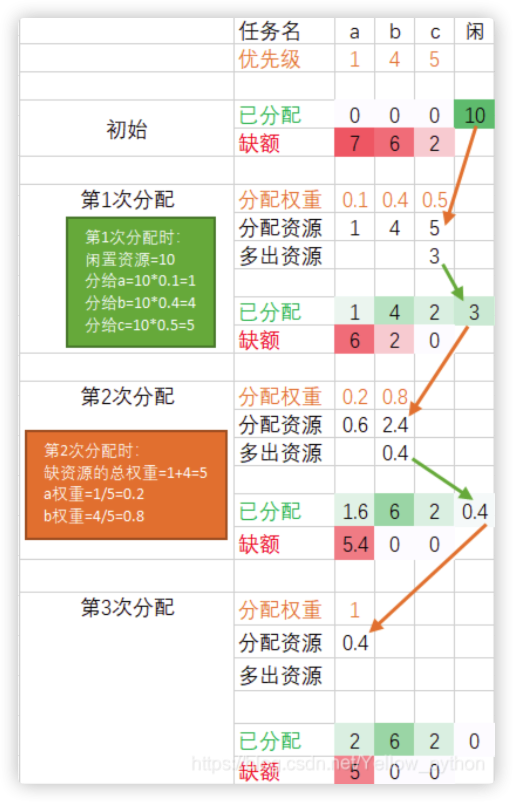 任务名 a b c 闲
优先级 1 4 5
初始
已分配 0 0 0 10
缺额 7 6 2
第1次分配
分配权重 0.1 0.4 0.5
第1次分配时：
闲置资源=10
分给a=10*0.1=1
分给b=10*0.4=4
分给c=10*0.5=5
分配资源 1 4 5
多出资源 3
已分配 1 4 2 3
缺额 6 2 0
第2次分配
分配权重 0.2 0.8
第2次分配时：
缺资源的总权重=1+4=5
a权重=1/5=0.2
b权重=4/5=0.8
分配资源 0.6 2.4
多出资源 0.4
已分配 1.6 6 2 0.4
缺额 5.4 0 0
第3次分配
分配权重 1
分配资源 0.4
多出资源
已分配 2 6 2 0
缺额 5 0 0